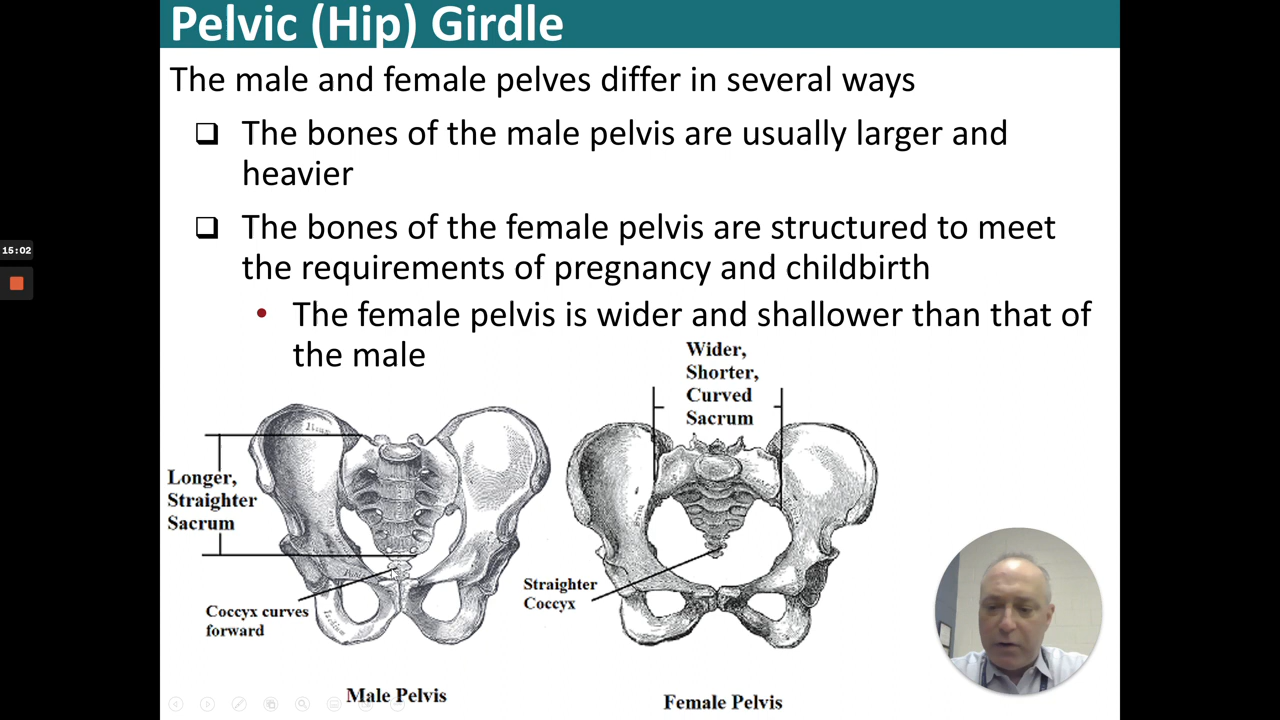 Pelvic (Hip) Girdle
The male and female pelves differ in several ways
The bones of the male pelvis are usually larger and
heavier
The bones of the female pelvis are structured to meet
the requirements of pregnancy and childbirth
The female pelvis is wider and shallower than that of
the male
15:02
Wider,
Shorter,
Curved
Sacrum
Longer,
Straighter
Sacrum
Coccyx curves
forward
Straighter
Coccyx
Male Pelvis
Female Pelvis